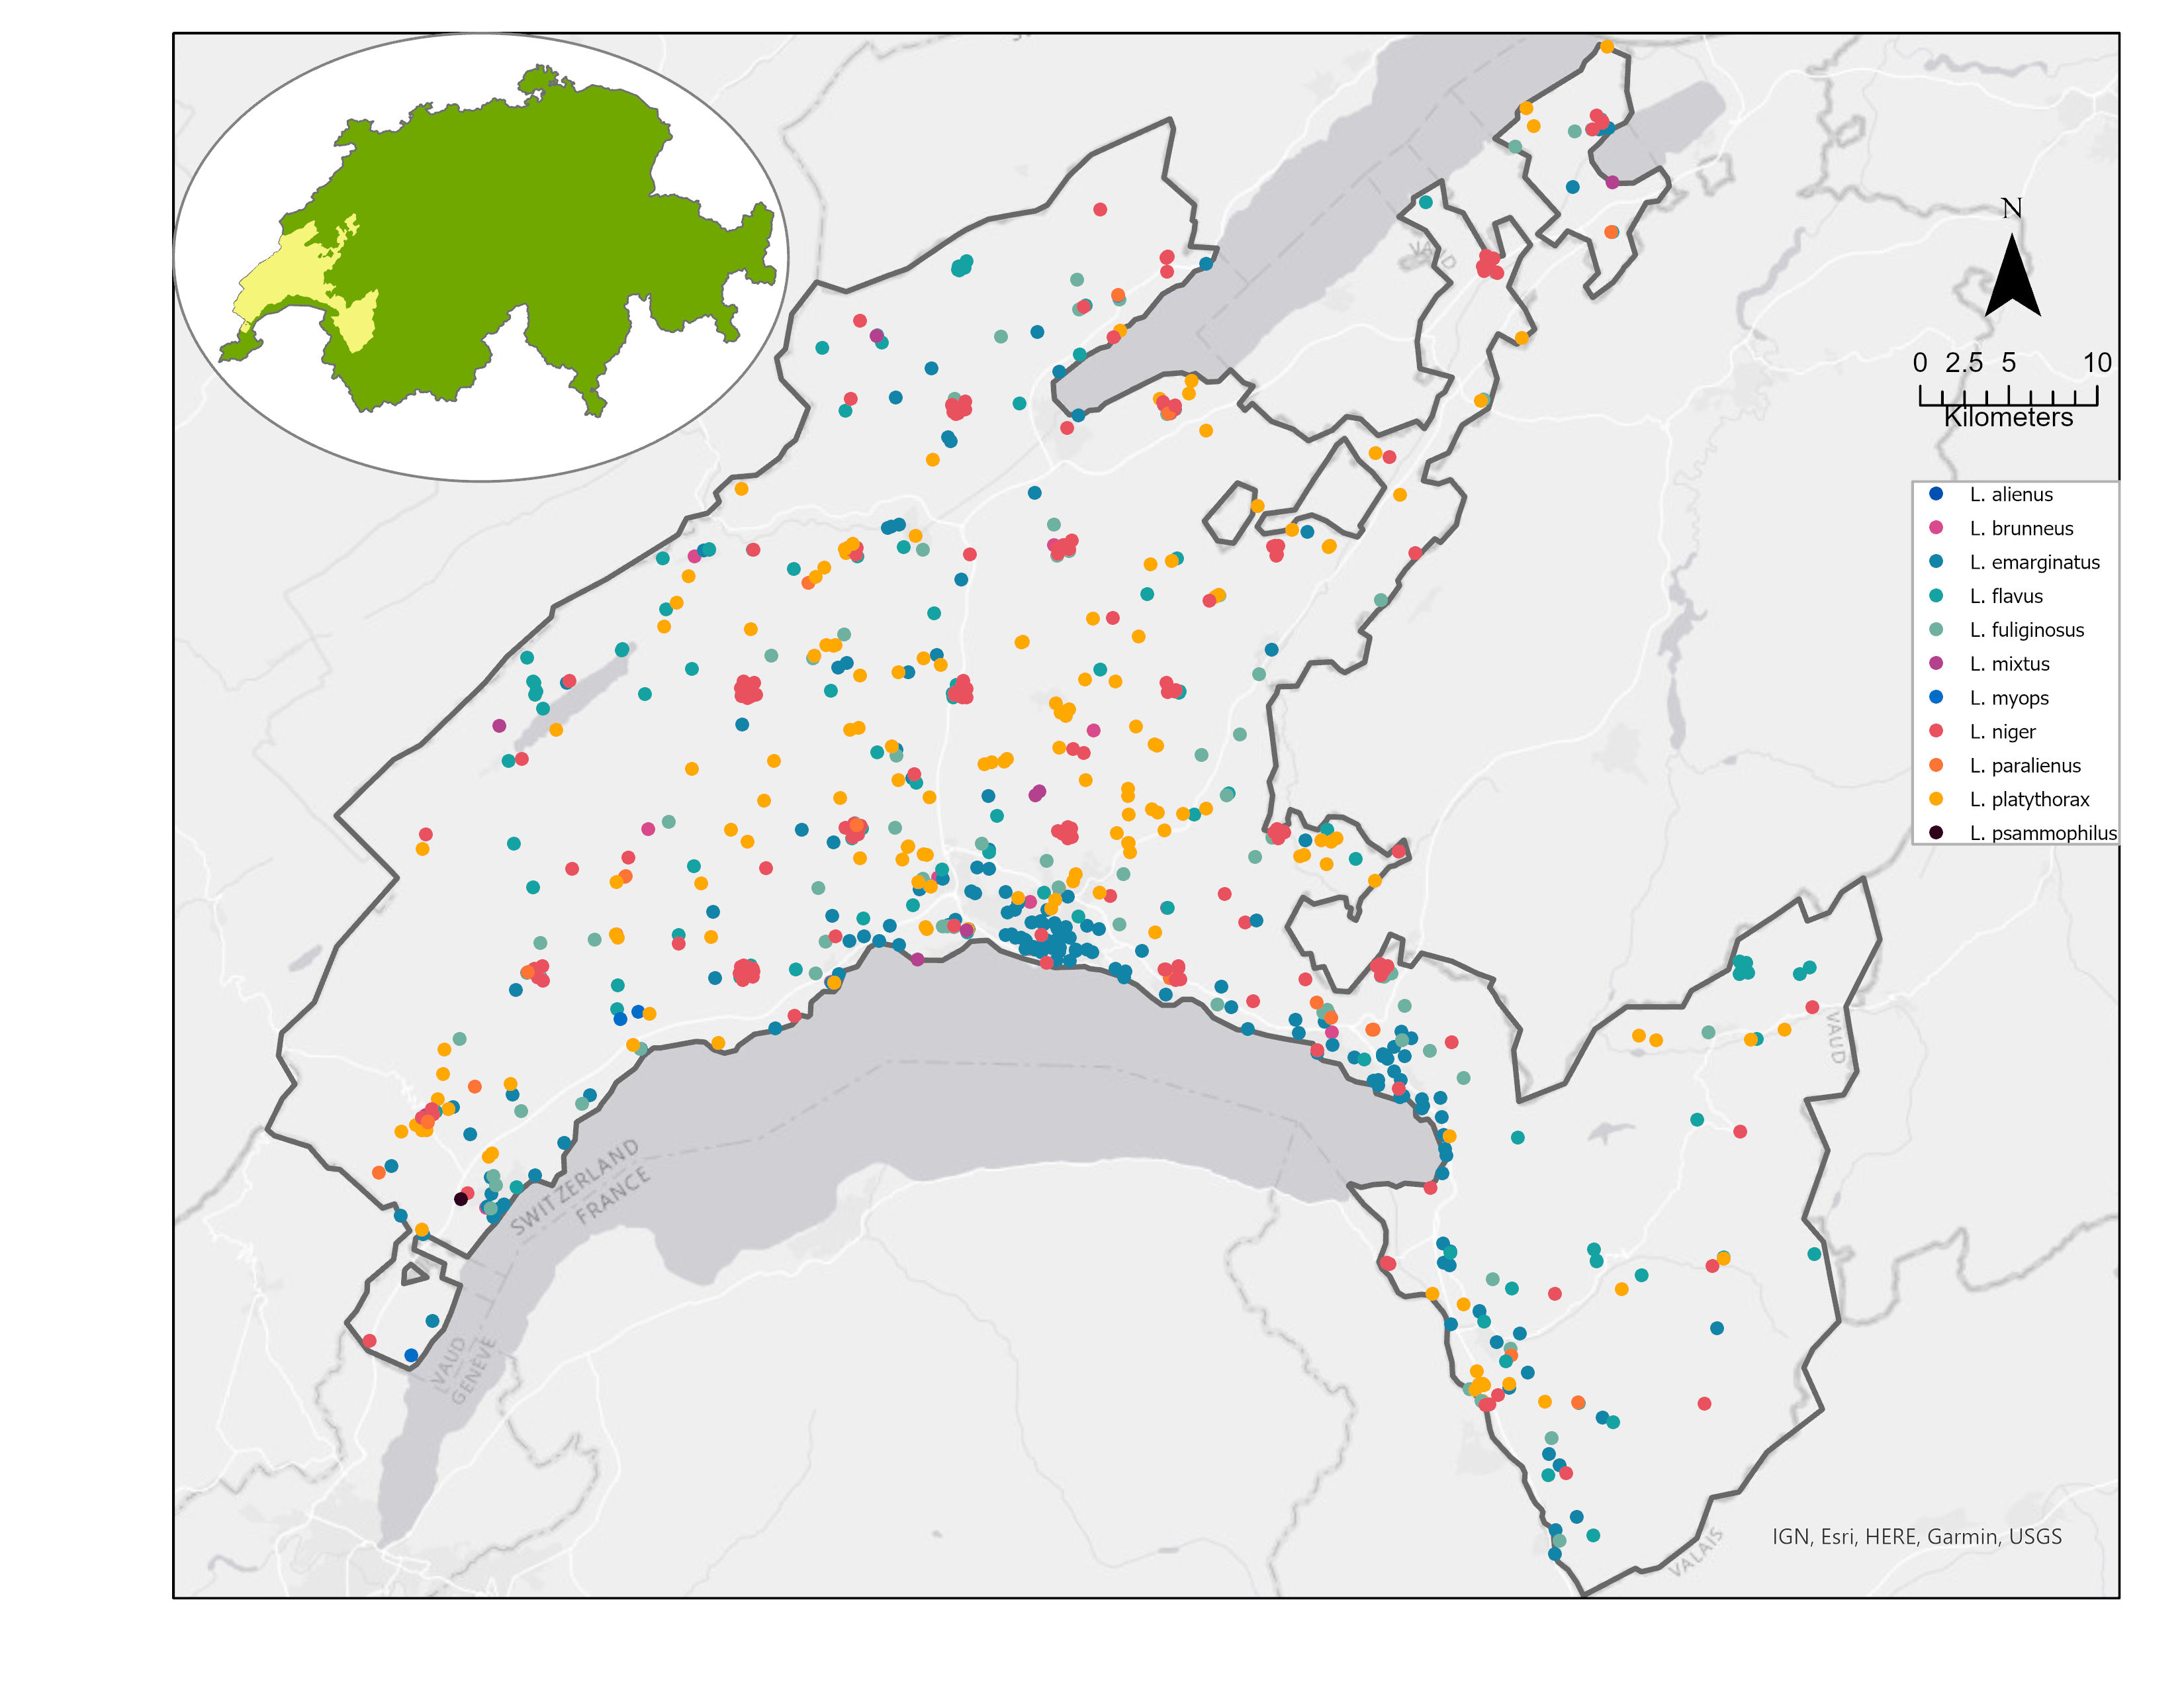 N
0 2.5 5 10
Kilometers
L. alienus
L. brunneus
L. emarginatus
L. flavus
L. fuliginosus
L. mixtus
L. myops
L. niger
L. paralienus
L. platythorax
L. psammophilus
VAUD
VAUD
SWITZERLAND
FRANCE
VAUD
GENÈVE
VALAIS
IGN, Esri, HERE, Garmin, USGS